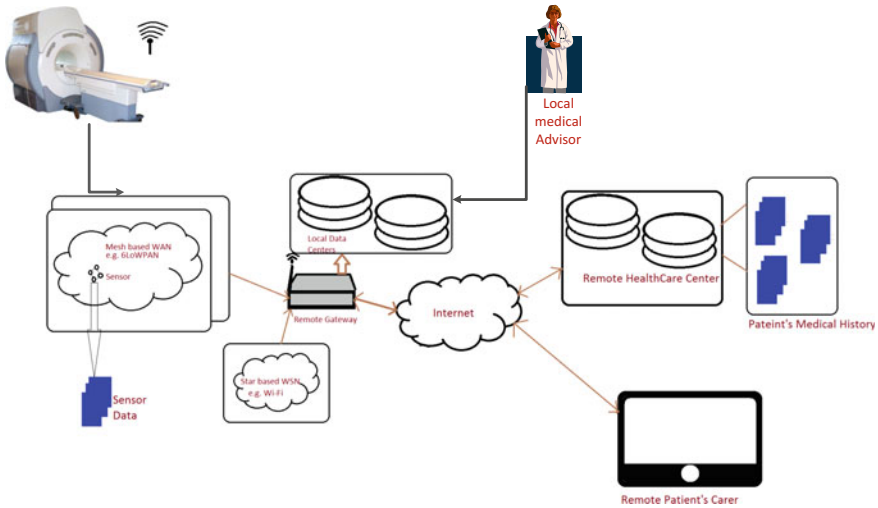 Local
medical
Advisor
Mesh based WAN
e.g. 6LoWPAN
Sensor
Local Data
Centers
Remote HealthCare Center
Pateint's Medical History
Internet
Remote Gateway
Star based WSN
e.g. Wi-Fi
Sensor
Data
Remote Patient's Carer